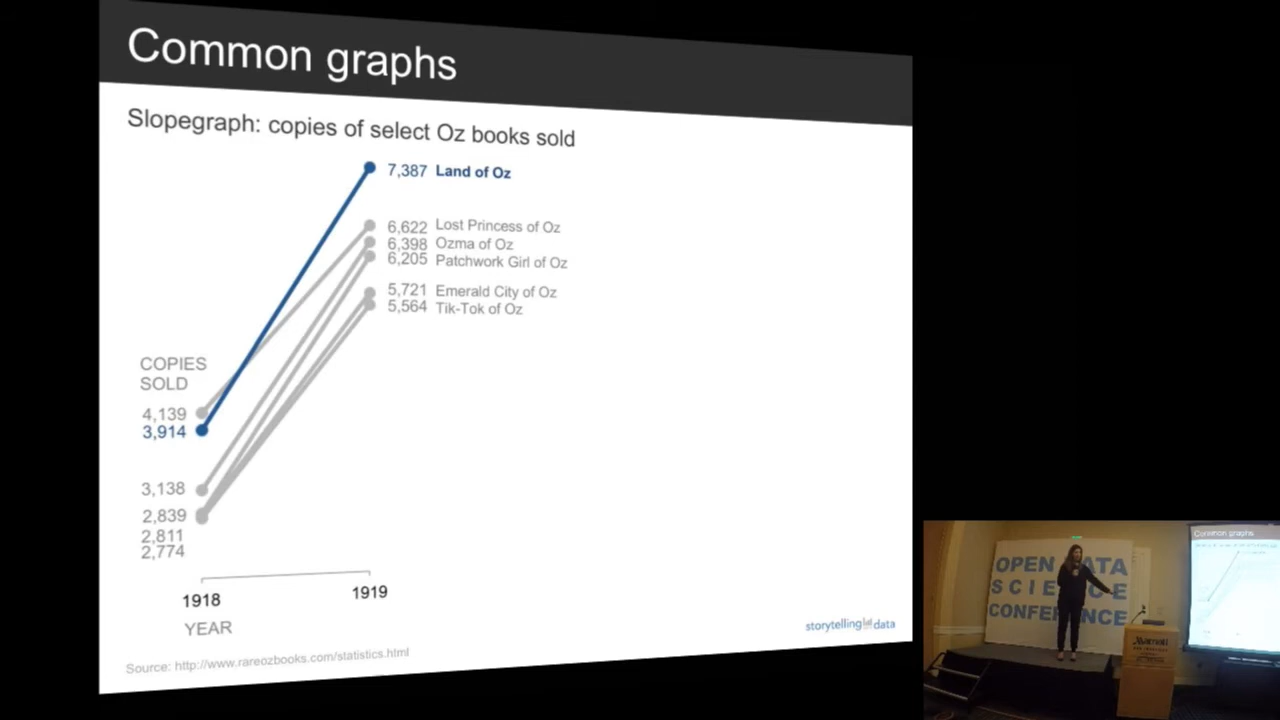 Common graphs
Slopegraph: copies of select Oz books sold
7,387 Land of Oz
6,622 Lost Princess of Oz
6,398 Ozma of Oz
6,205 Patchwork Girl of Oz
5,721 Emerald City of Oz
5,564 Tik-Tok of Oz
COPIES
SOLD
4,139
3,914
3,138
2,839
2,811
2,774
1918 1919
YEAR
storytelling data
Source: http://www.rareozbooks.com/statistics.html
OPEN DATA
SCIENCE
CONFERENCE
Marriott
Common graphs